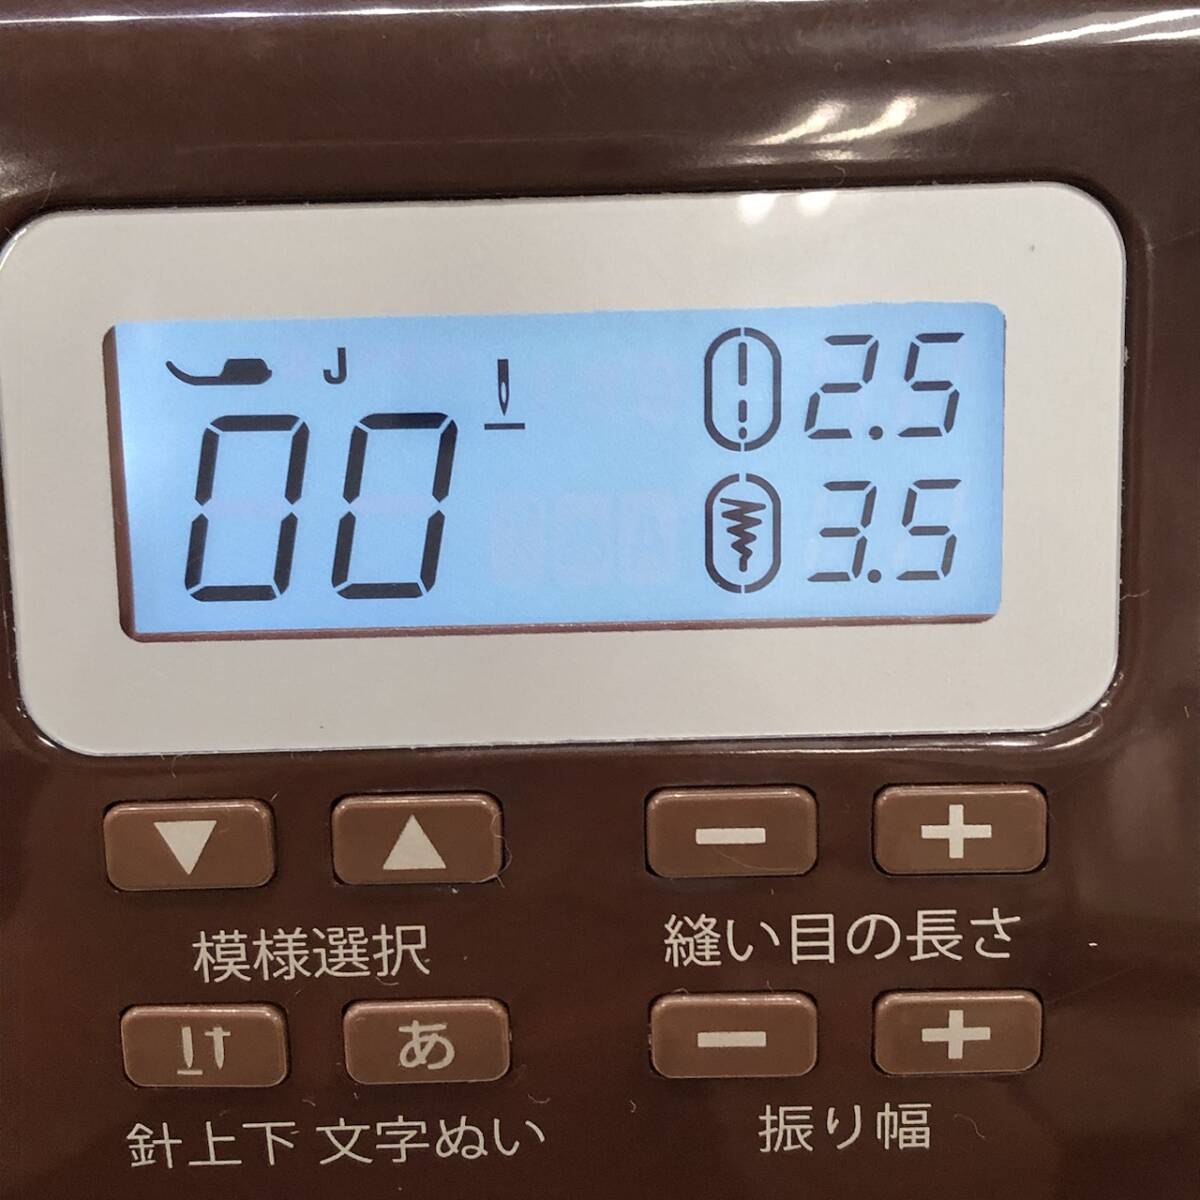 J
00
2.5
3.5
模様選択
縫い目の長さ
あ
針上下 文字ぬい
振り幅